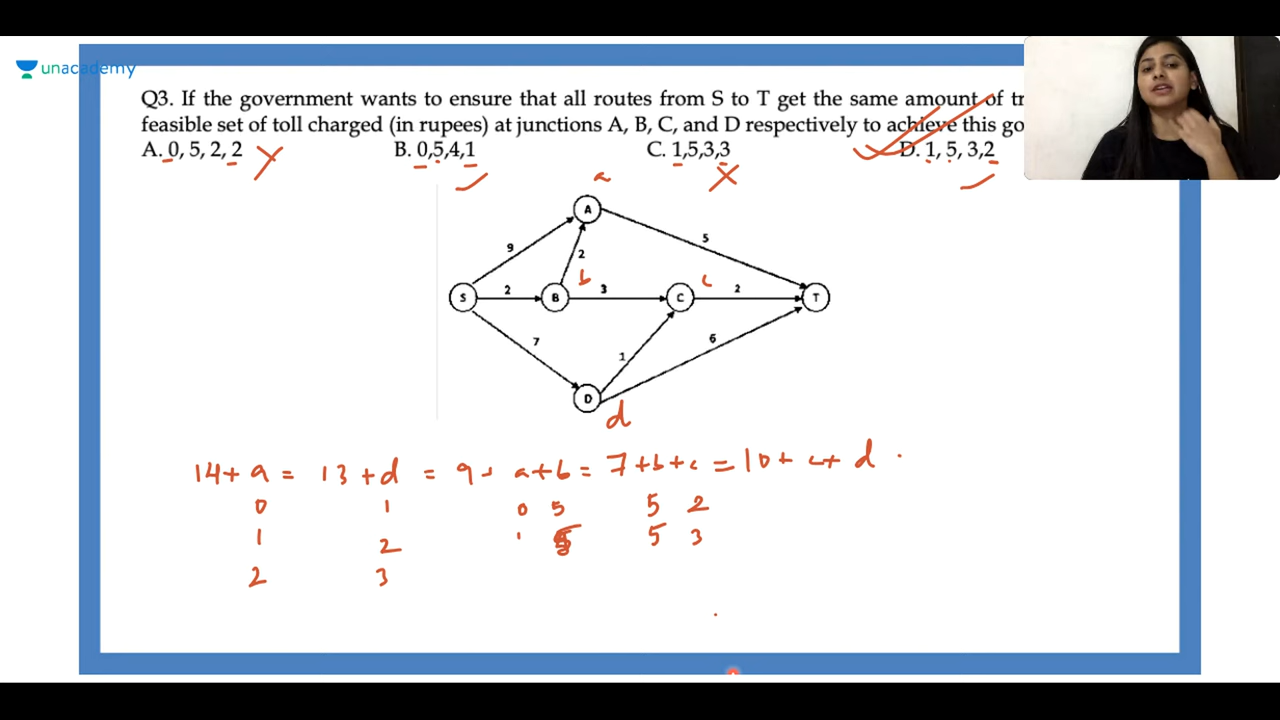 unacademy
Q3. If the government wants to ensure that all routes from S to T get the same amount of tr
feasible set of toll charged (in rupees) at junctions A, B, C, and D respectively to achieve this go
A. 0, 5, 2, 2 B. 0,5,4,1 C. 1,5,3,3 D. 1, 5, 3,2
a
A
9 2 5
b c
S 2 B 3 C 2 T
7 1 6
D
d
14+ a = 13 +d = 9+ a+b = 7+b+c = 10+ c+ d .
0 1 0 5 5 2
1 2 1 5 3
2 3